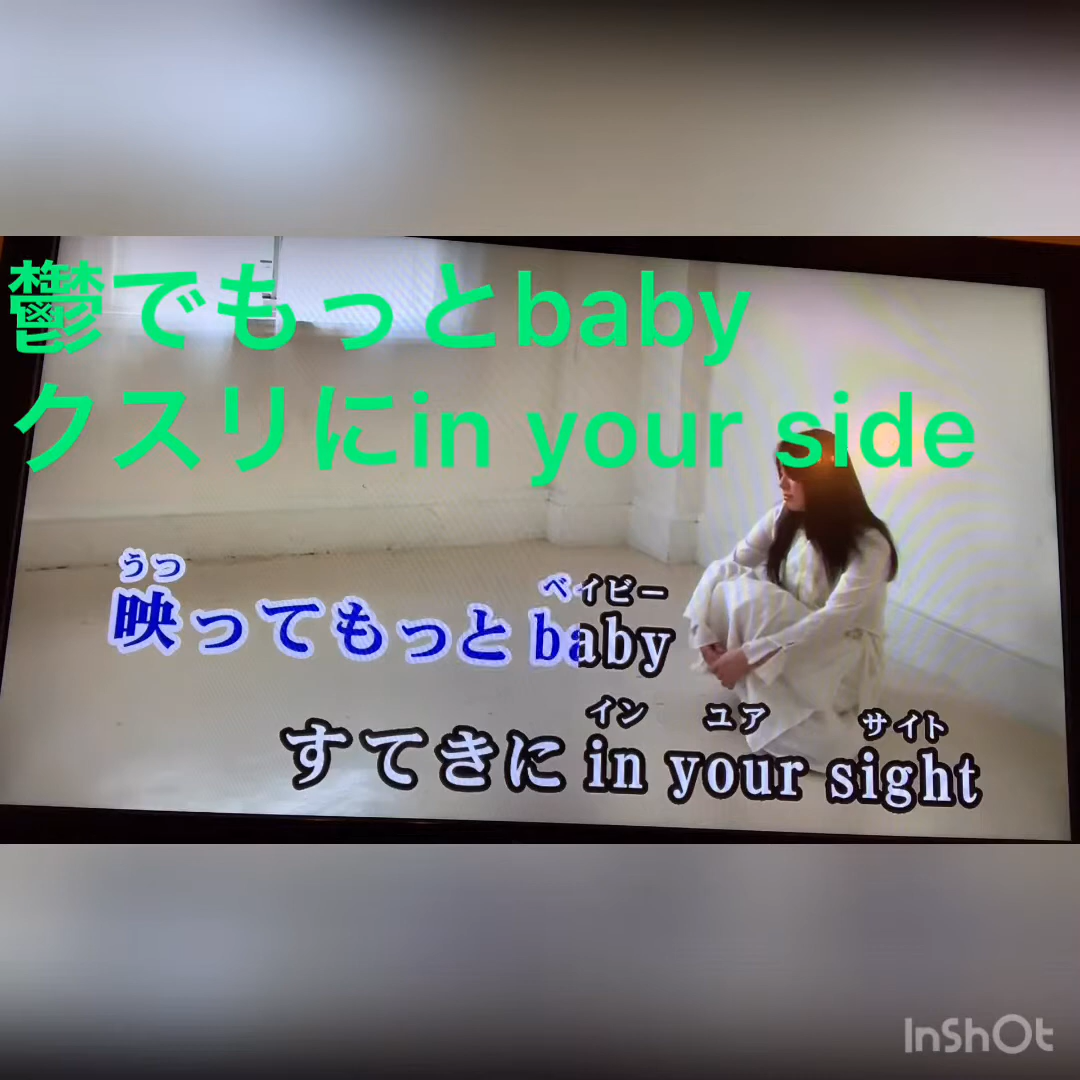 鬱でもっとbaby
クスリにin your side
うつ ベイビー
映ってもっとbaby
イン ユア サイト
すてきに in your sight
InShOt